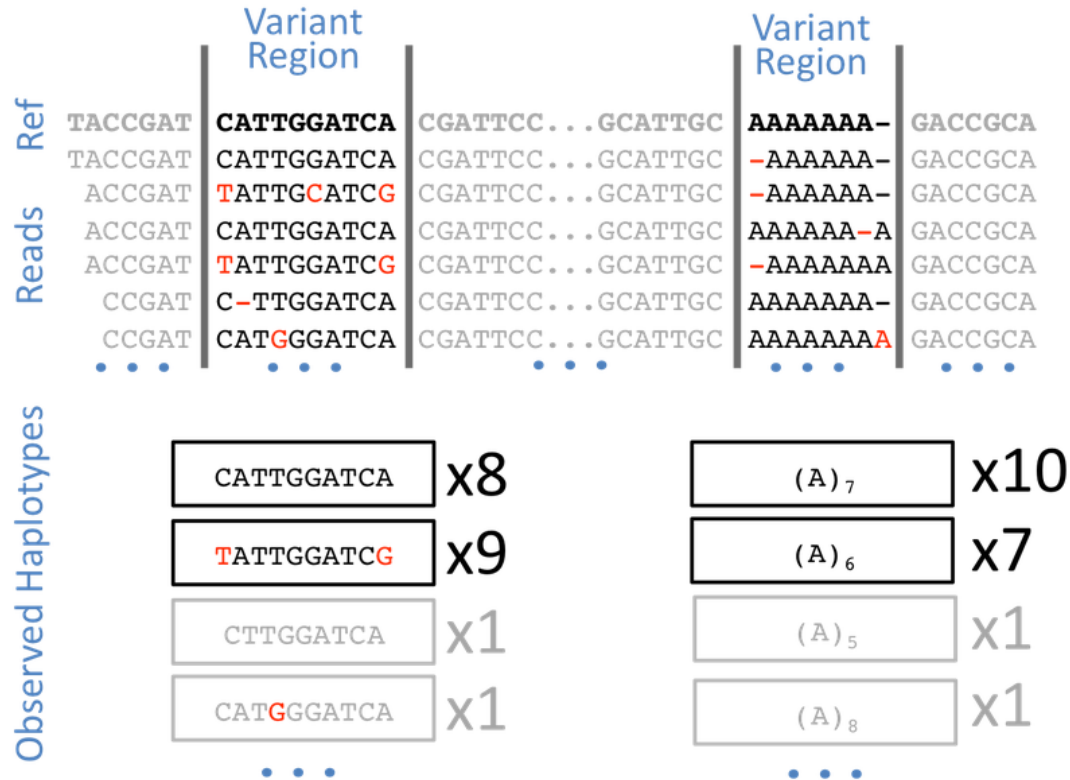 Variant Region Variant Region
Ref TACCGAT CATTGGATCA CGATTCC...GCATTGC AAAAAAA- GACCGCA
Reads
TACCGAT CATTGGATCA CGATTCC...GCATTGC -AAAAAA- GACCGCA
ACCGAT TATTGCATCG CGATTCC...GCATTGC -AAAAAA- GACCGCA
ACCGAT CATTGGATCA CGATTCC...GCATTGC AAAAAA-A GACCGCA
ACCGAT TATTGGATCG CGATTCC...GCATTGC -AAAAAAA GACCGCA
CCGAT C-TTGGATCA CGATTCC...GCATTGC AAAAAAA- GACCGCA
CCGAT CATGGGATCA CGATTCC...GCATTGC AAAAAAAA GACCGCA
Observed Haplotypes
CATTGGATCA x8 (A)₇ x10
TATTGGATCG x9 (A)₆ x7
CTTGGATCA x1 (A)₅ x1
CATGGGATCA x1 (A)₈ x1